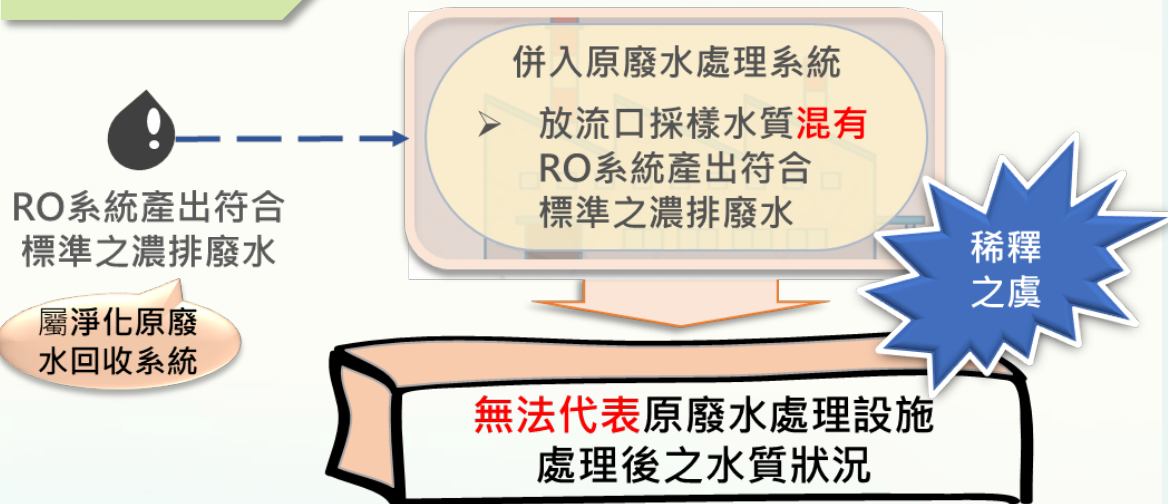 併入原廢水處理系統
➢ 放流口採樣水質混有
RO系統產出符合
標準之濃排廢水
RO系統產出符合
標準之濃排廢水
屬淨化原廢
水回收系統
稀釋
之虞
無法代表原廢水處理設施
處理後之水質狀況